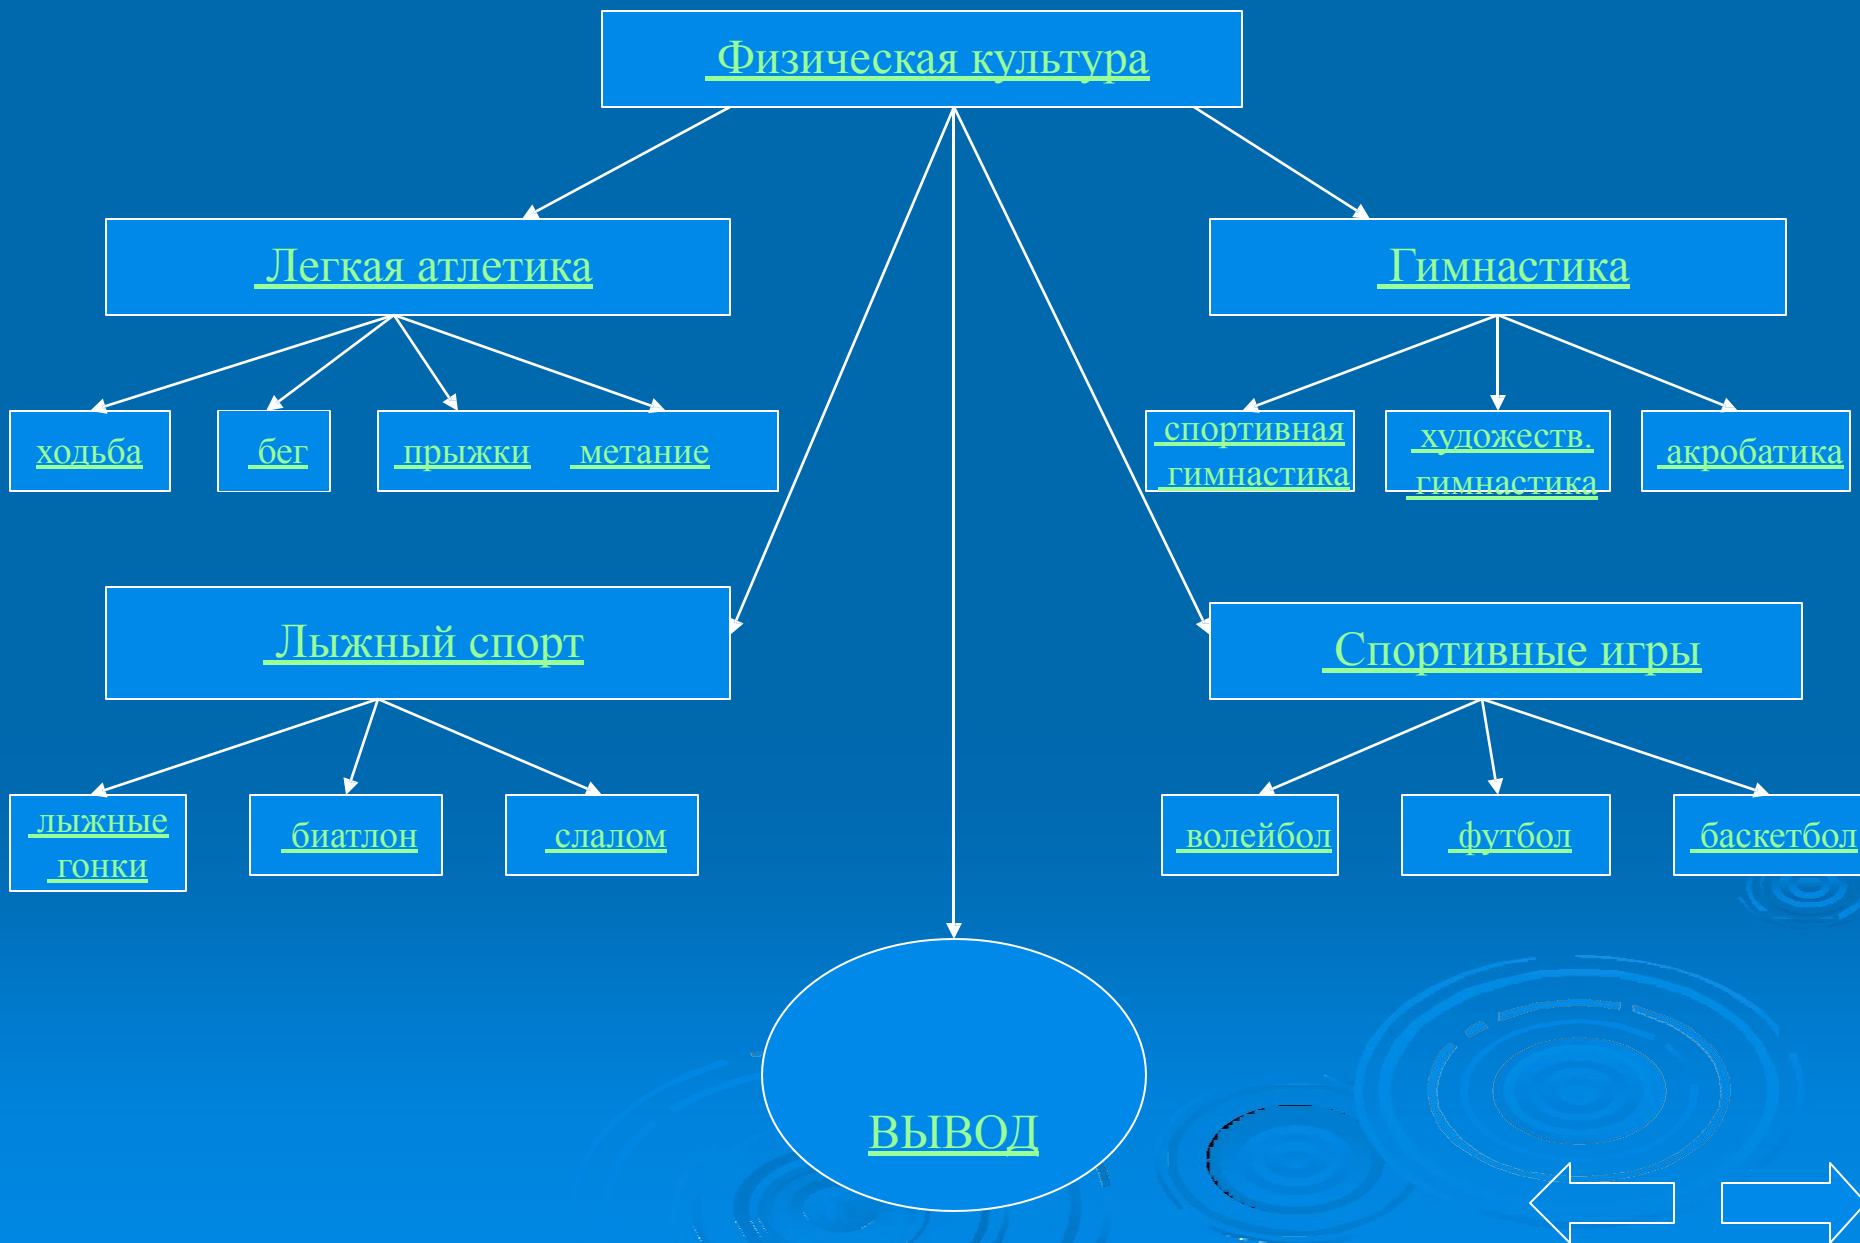 Физическая культура
Легкая атлетика
Гимнастика
ходьба
бег
прыжки метание
спортивная
гимнастика
художеств.
гимнастика
акробатика
Лыжный спорт
Спортивные игры
лыжные
гонки
биатлон
слалом
волейбол
футбол
баскетбол
ВЫВОД